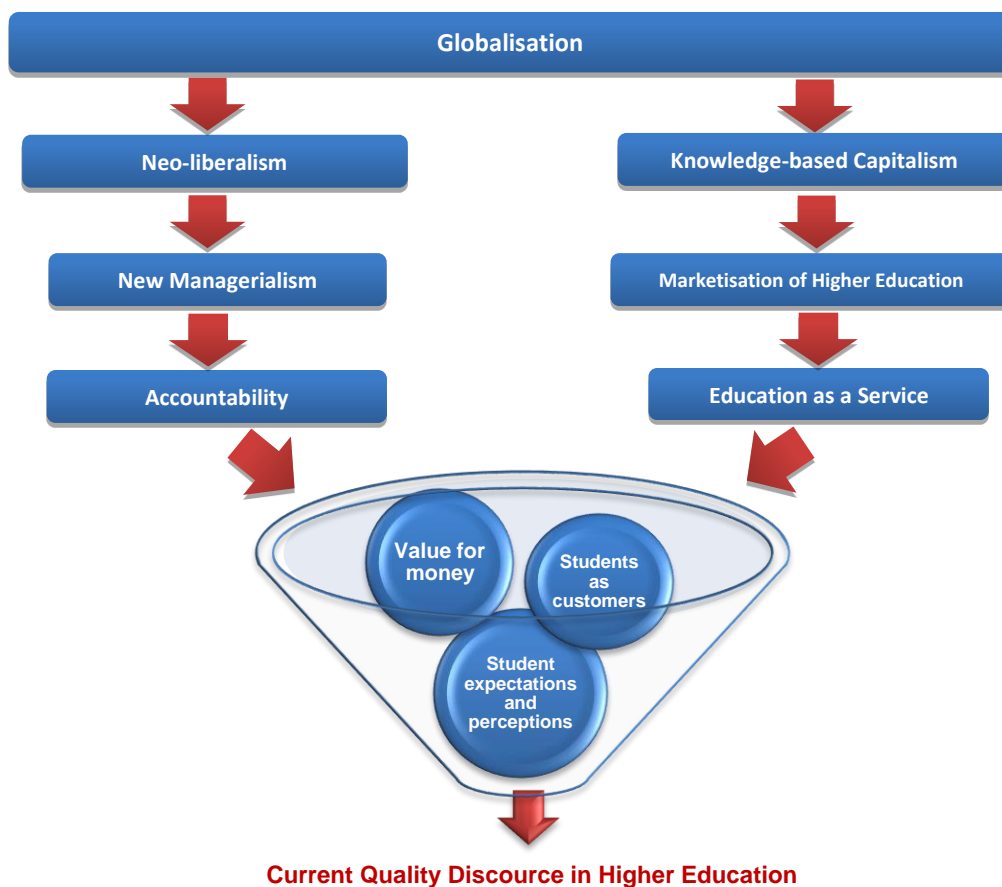 Globalisation
Neo-liberalism
Knowledge-based Capitalism
New Managerialism
Marketisation of Higher Education
Accountability
Education as a Service
Value for
money
Students
as
customers
Student
expectations
and
perceptions
Current Quality Discource in Higher Education